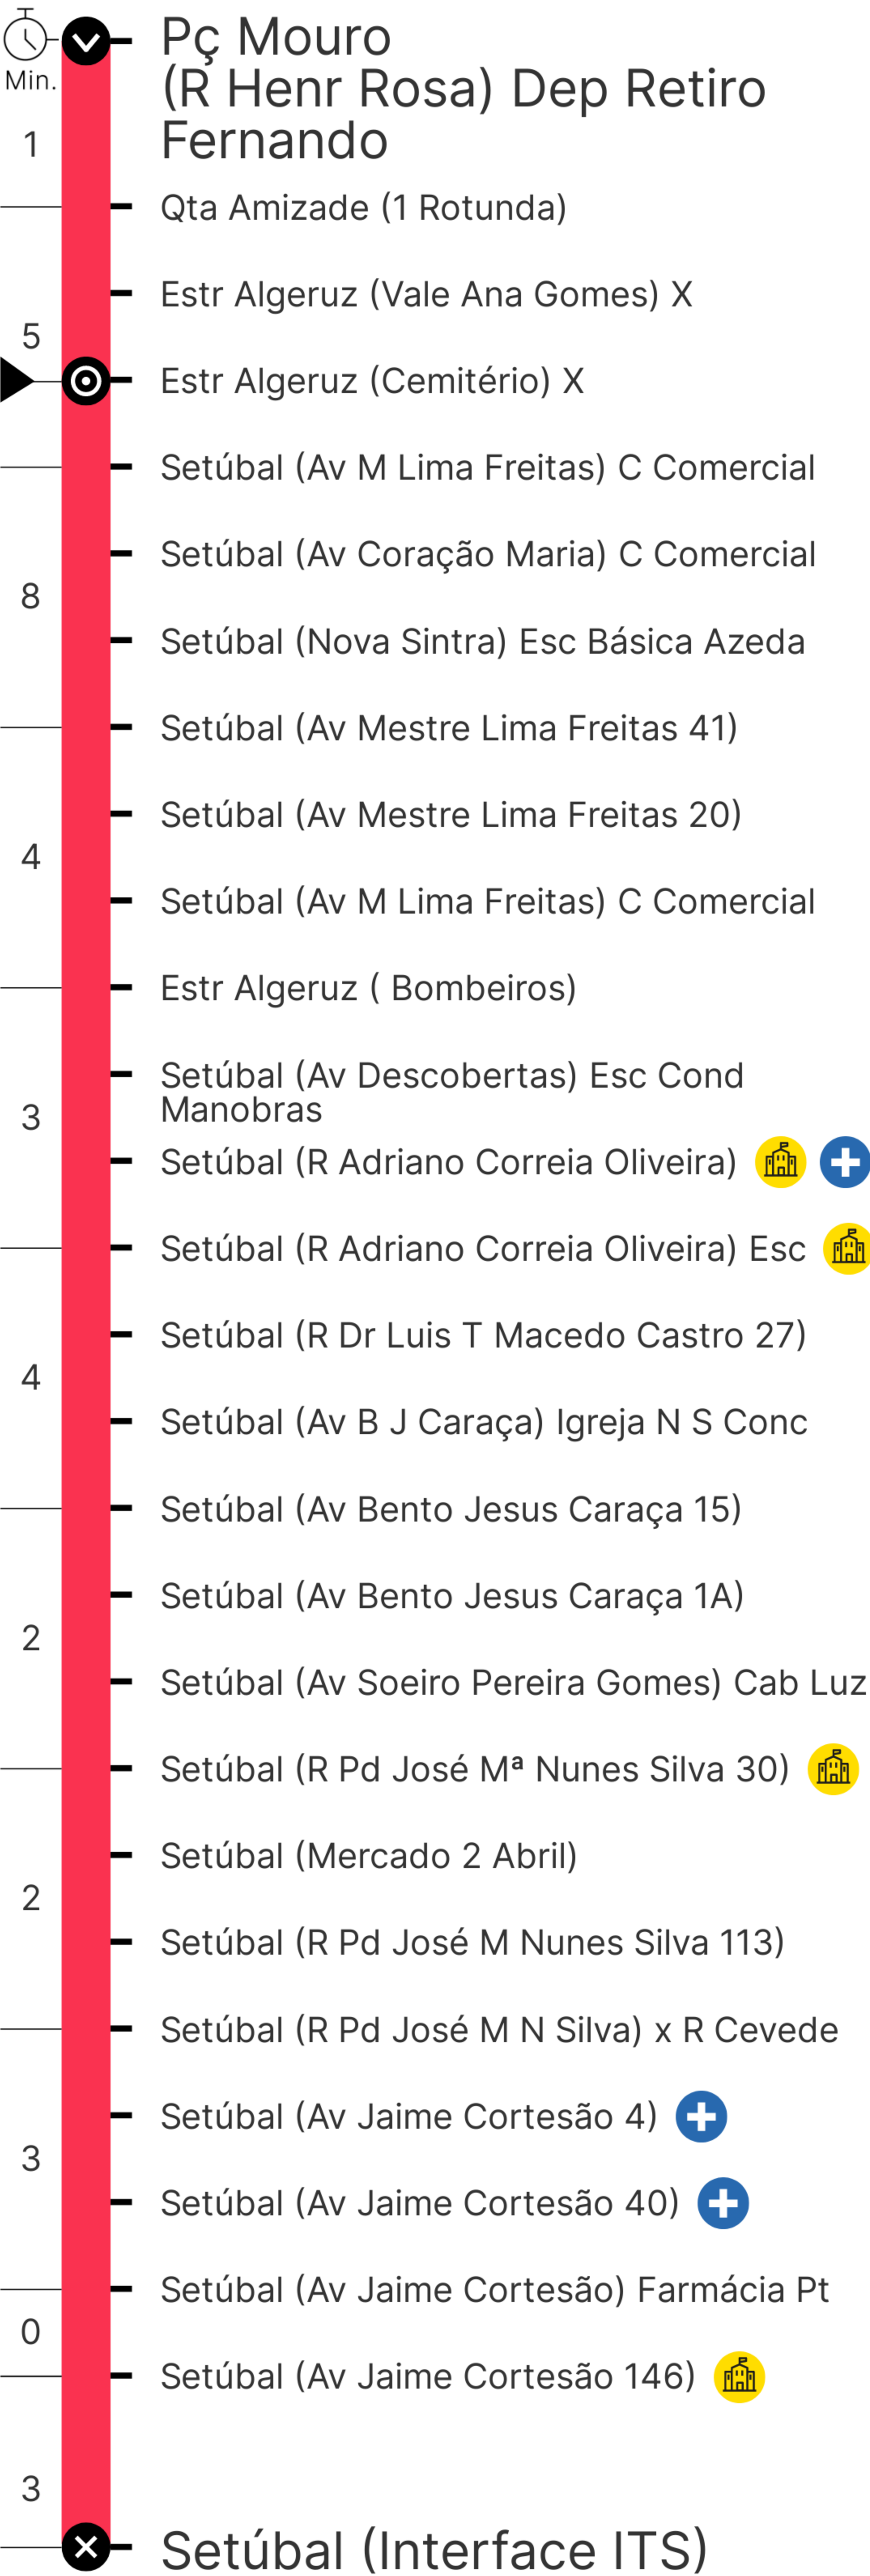 Pç Mouro
(R Henr Rosa) Dep Retiro
Fernando
Min.
1
Qta Amizade (1 Rotunda)
Estr Algeruz (Vale Ana Gomes) X
5
Estr Algeruz (Cemitério) X
Setúbal (Av M Lima Freitas) C Comercial
Setúbal (Av Coração Maria) C Comercial
8
Setúbal (Nova Sintra) Esc Básica Azeda
Setúbal (Av Mestre Lima Freitas 41)
Setúbal (Av Mestre Lima Freitas 20)
4
Setúbal (Av M Lima Freitas) C Comercial
Estr Algeruz ( Bombeiros)
Setúbal (Av Descobertas) Esc Cond
Manobras
3
Setúbal (R Adriano Correia Oliveira)
Setúbal (R Adriano Correia Oliveira) Esc
Setúbal (R Dr Luis T Macedo Castro 27)
4
Setúbal (Av B J Caraça) Igreja N S Conc
Setúbal (Av Bento Jesus Caraça 15)
Setúbal (Av Bento Jesus Caraça 1A)
2
Setúbal (Av Soeiro Pereira Gomes) Cab Luz
Setúbal (R Pd José Mª Nunes Silva 30)
Setúbal (Mercado 2 Abril)
2
Setúbal (R Pd José M Nunes Silva 113)
Setúbal (R Pd José M N Silva) x R Cevede
Setúbal (Av Jaime Cortesão 4)
3
Setúbal (Av Jaime Cortesão 40)
Setúbal (Av Jaime Cortesão) Farmácia Pt
0
Setúbal (Av Jaime Cortesão 146)
3
Setúbal (Interface ITS)